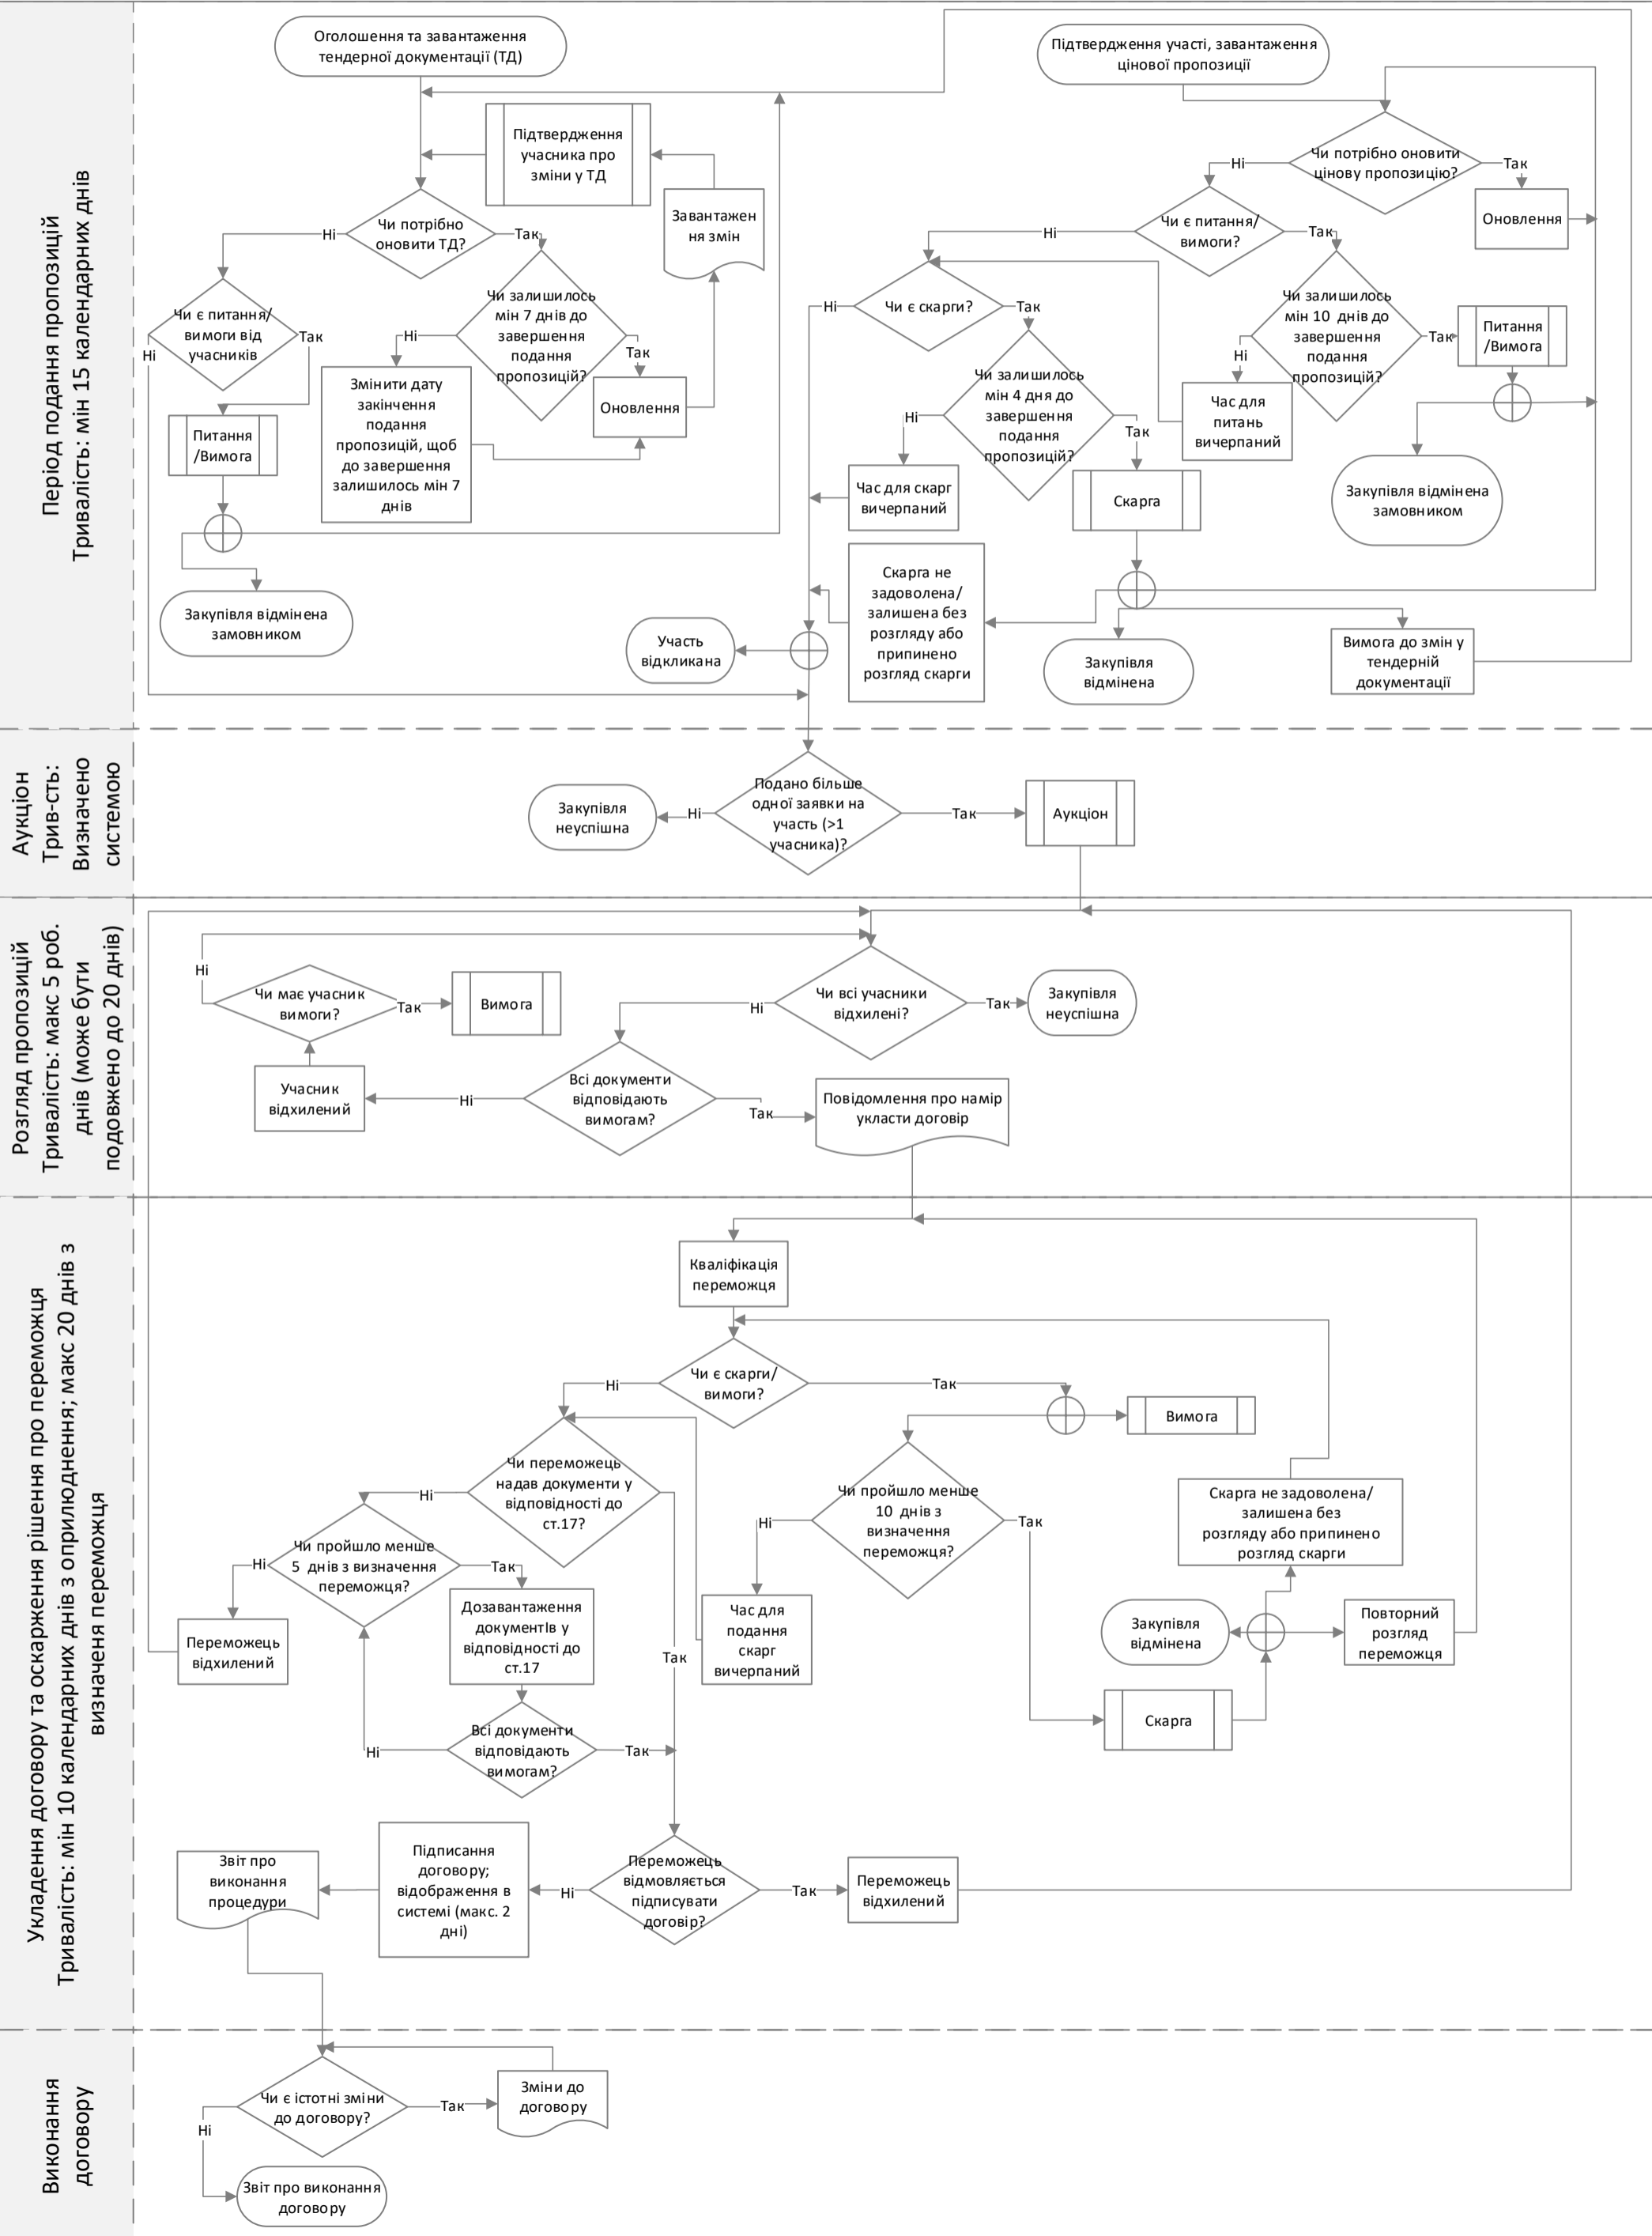 Період подання пропозицій
Тривалість: мін 15 календарних днів
Оголошення та завантаження
тендерної документації (ТД)
Підтвердження
учасника про
зміни у ТД
Завантажен
ня змін
Чи потрібно
оновити ТД?
Ні
Так
Чи є питання/
вимоги від
учасників
Ні
Так
Чи залишилось
мін 7 днів до
завершення
подання
пропозицій?
Ні
Так
Змінити дату
закінчення
подання
пропозицій, щоб
до завершення
залишилось мін 7
днів
Оновлення
Питання
/Вимога
Закупівля відмінена
замовником
Підтвердження участі, завантаження
цінової пропозиції
Чи потрібно оновити
цінову пропозицію?
Ні
Так
Оновлення
Чи є питання/
вимоги?
Ні
Так
Чи є скарги?
Ні
Так
Чи залишилось
мін 10 днів до
завершення
подання
пропозицій?
Ні
Так
Питання
/Вимога
Час для
питань
вичерпаний
Закупівля відмінена
замовником
Чи залишилось
мін 4 дня до
завершення
подання
пропозицій?
Ні
Так
Час для скарг
вичерпаний
Скарга
Скарга не
задоволена/
залишена без
розгляду або
припинено
розгляд скарги
Участь
відкликана
Закупівля
відмінена
Вимога до змін у
тендерній
документації
Аукціон
Трив-сть:
Визначено
системою
Подано більше
одної заявки на
участь (>1
учасника)?
Ні
Так
Закупівля
неуспішна
Аукціон
Розгляд пропозицій
Тривалість: макс 5 роб.
днів (може бути
подовжено до 20 днів)
Ні
Чи має учасник
вимоги?
Так
Вимога
Чи всі учасники
відхилені?
Ні
Так
Закупівля
неуспішна
Учасник
відхилений
Ні
Всі документи
відповідають
вимогам?
Так
Повідомлення про намір
укласти договір
Укладення договору та оскарження рішення про переможця
Тривалість: мін 10 календарних днів з оприлюднення; макс 20 днів з
визначеня переможця
Кваліфікація
переможця
Чи є скарги/
вимоги?
Ні
Так
Вимога
Чи переможець
надав документи у
відповідності до
ст.17?
Ні
Так
Чи пройшло менше
10 днів з
визначення
переможця?
Ні
Так
Скарга не задоволена/
залишена без
розгляду або припинено
розгляд скарги
Чи пройшло менше
5 днів з визначення
переможця?
Ні
Так
Дозавантаження
документів у
відповідності до
ст.17
Час для
подання
скарг
вичерпаний
Закупівля
відмінена
Повторний
розгляд
переможця
Переможець
відхилений
Скарга
Всі документи
відповідають
вимогам?
Ні
Так
Звіт про
виконання
процедури
Підписання
договору;
відображення в
системі (макс. 2
дні)
Ні
Переможець
відмовляється
підписувати
договір?
Так
Переможець
відхилений
Виконання
договору
Чи є істотні зміни
до договору?
Ні
Так
Зміни до
договору
Звіт про виконання
договору